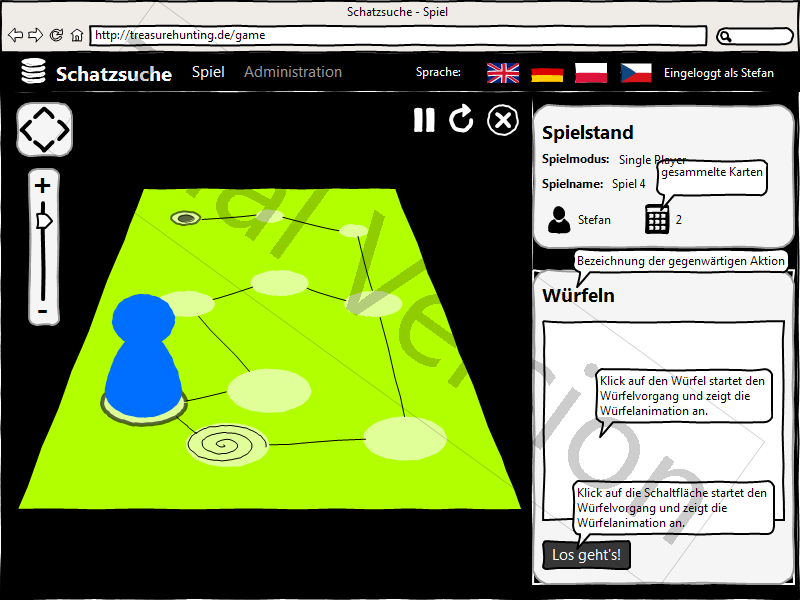 Schatzsuche - Spiel
http://treasurehunting.de/game
Schatzsuche
Spiel
Administration
Sprache:
Eingeloggt als Stefan
Spielstand
Spielmodus: Single Player
gesammelte Karten
Spielname: Spiel 4
Stefan
2
Bezeichnung der gegenwärtigen Aktion
Würfeln
Klick auf den Würfel startet den
Würfelvorgang und zeigt die
Würfelanimation an.
Klick auf die Schaltfläche startet den
Würfelvorgang und zeigt die
Würfelanimation an.
Los geht's!